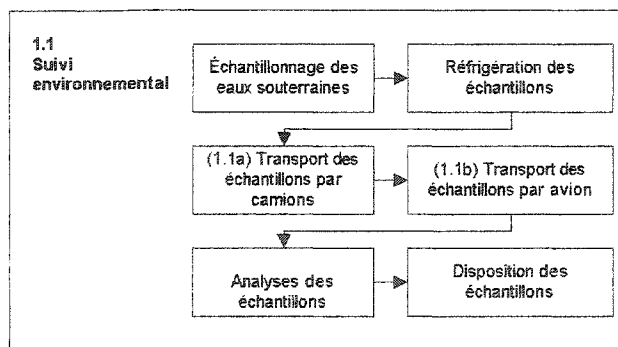 1.1
Suivi
environnemental
Échantillonnage des
eaux souterraines
Réfrigération des
échantillons
(1.1a) Transport des
échantillons par
camions
(1.1b) Transport des
échantillons par avion
Analyses des
échantillons
Disposition des
échantillons